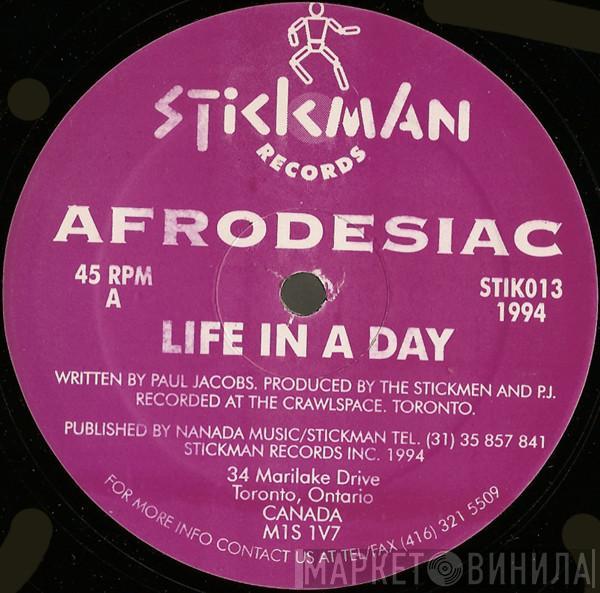 STICKMAN
RECORDS
AFRODESIAC
45 RPM
A
STIK013
1994
LIFE IN A DAY
WRITTEN BY PAUL JACOBS. PRODUCED BY THE STICKMEN AND P.J.
RECORDED AT THE CRAWLSPACE. TORONTO.
PUBLISHED BY NANADA MUSIC/STICKMAN TEL. (31) 35 857 841
STICKMAN RECORDS INC. 1994
34 Marilake Drive
Toronto, Ontario
CANADA
M1S 1V7
FOR MORE INFO CONTACT US AT TEL/FAX (416) 321 5509
МАРКЕТ ВИНИЛА